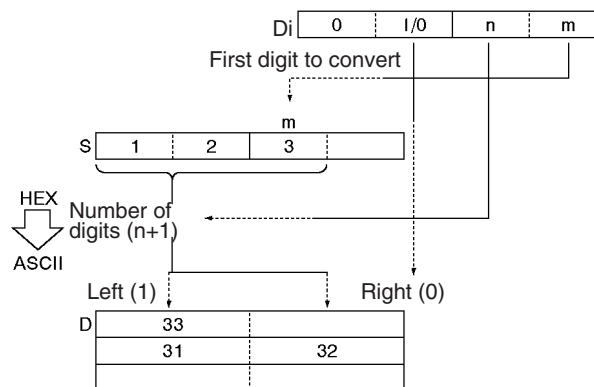 Di 0 1/0 n m
First digit to convert
m
S 1 2 3
HEX
Number of
digits (n+1)
ASCII
Left (1) Right (0)
D 33
31 32